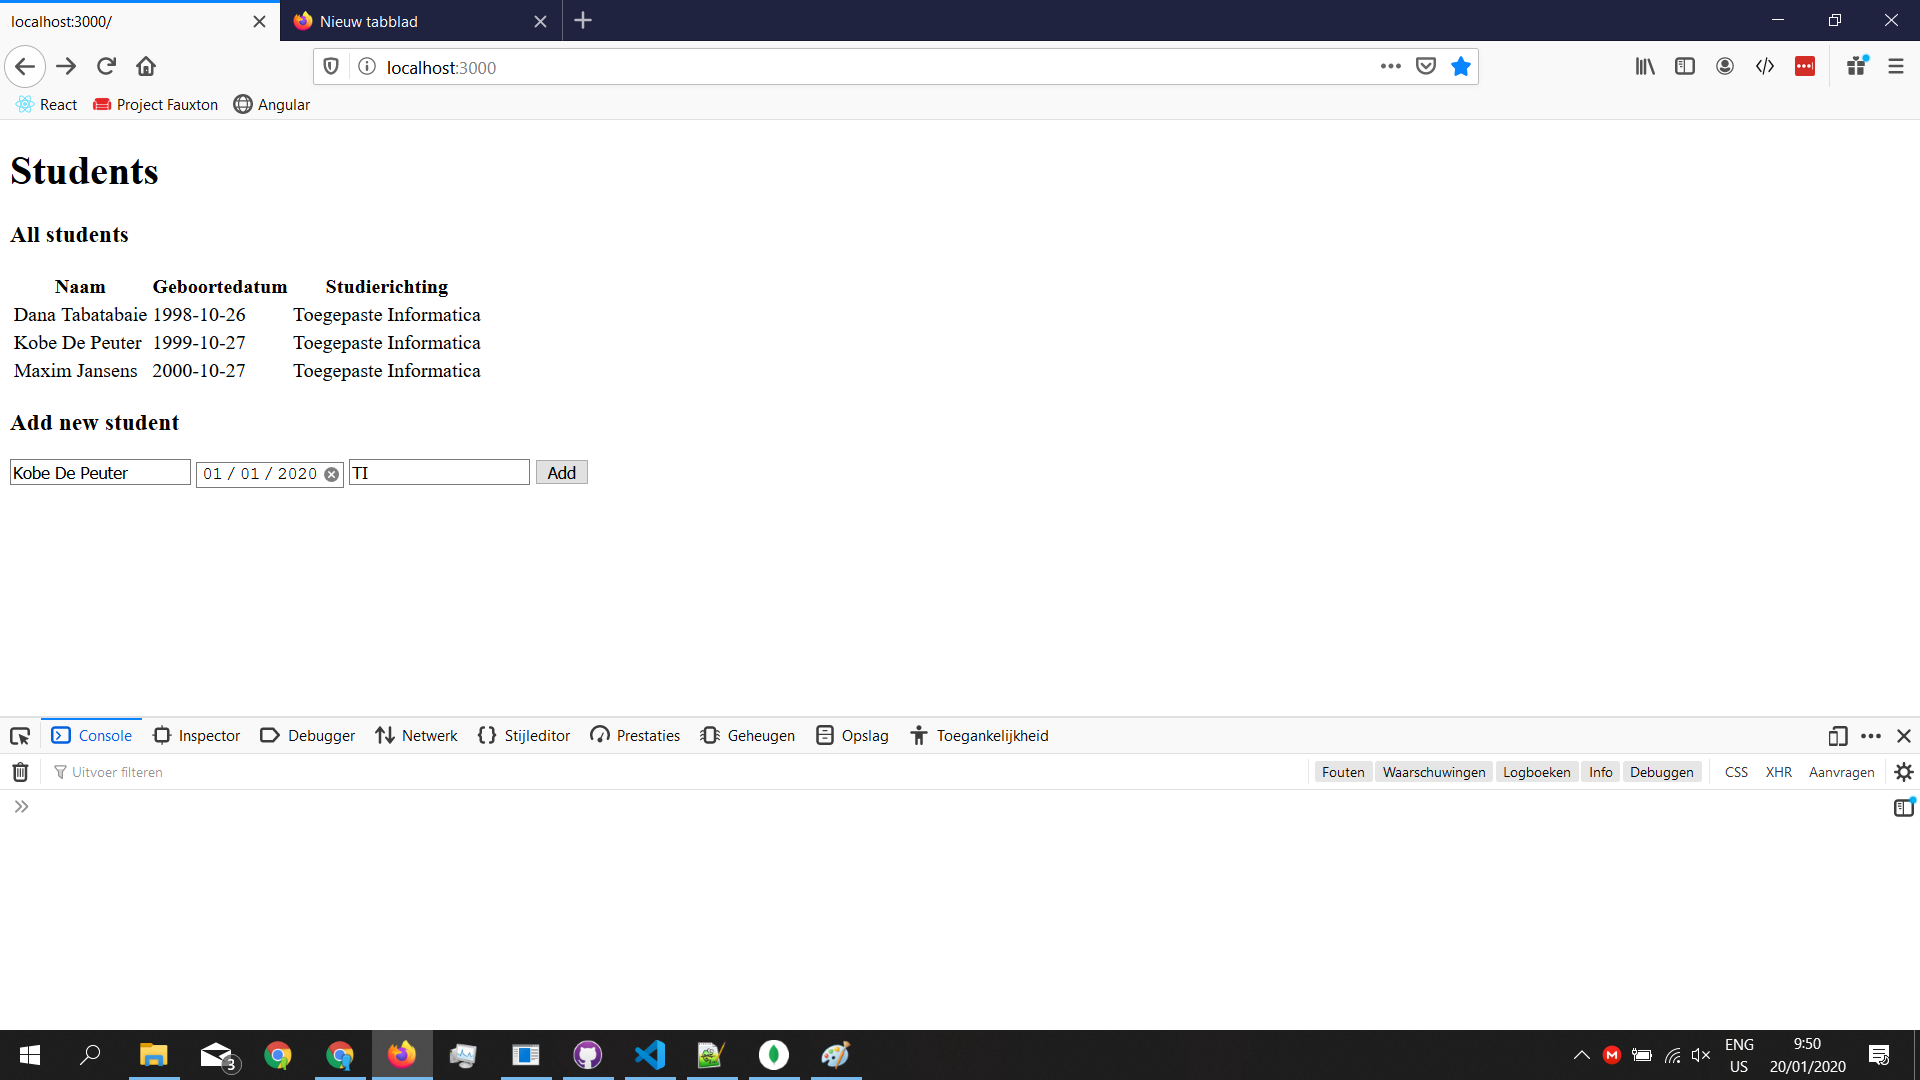 localhost:3000/ Nieuw tabblad
localhost:3000
React Project Fauxton Angular
Students
All students
Naam Geboortedatum Studierichting
Dana Tabatabaie 1998-10-26 Toegepaste Informatica
Kobe De Peuter 1999-10-27 Toegepaste Informatica
Maxim Jansens 2000-10-27 Toegepaste Informatica
Add new student
Kobe De Peuter 01 / 01 / 2020 TI Add
Console Inspector Debugger Netwerk Stijleditor Prestaties Geheugen Opslag Toegankelijkheid
Uitvoer filteren Fouten Waarschuwingen Logboeken Info Debuggen CSS XHR Aanvragen
3 M ENG 9:50
US 20/01/2020